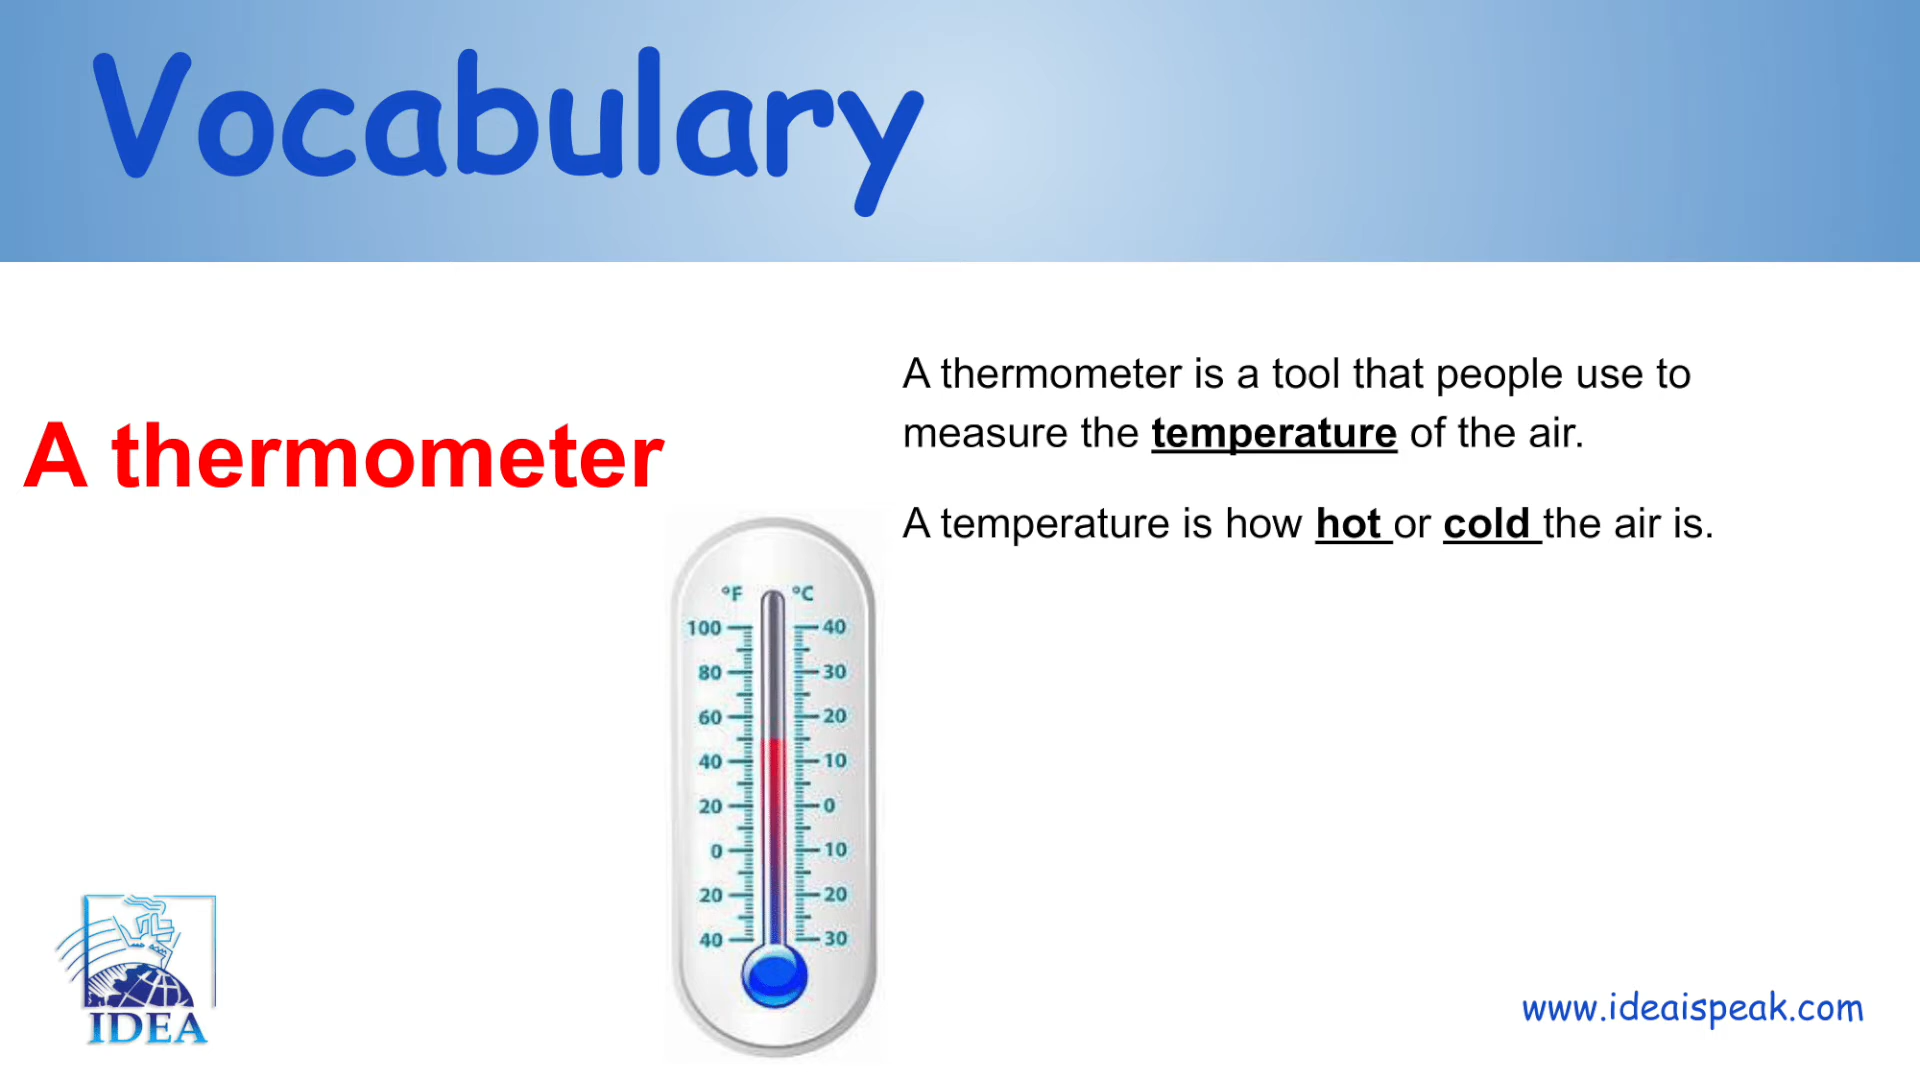 Vocabulary
A thermometer
A thermometer is a tool that people use to
measure the temperature of the air.
A temperature is how hot or cold the air is.
°F °C
100 40
80 30
60 20
40 10
20 0
0 10
20 20
40 30
IDEA
www.ideaispeak.com